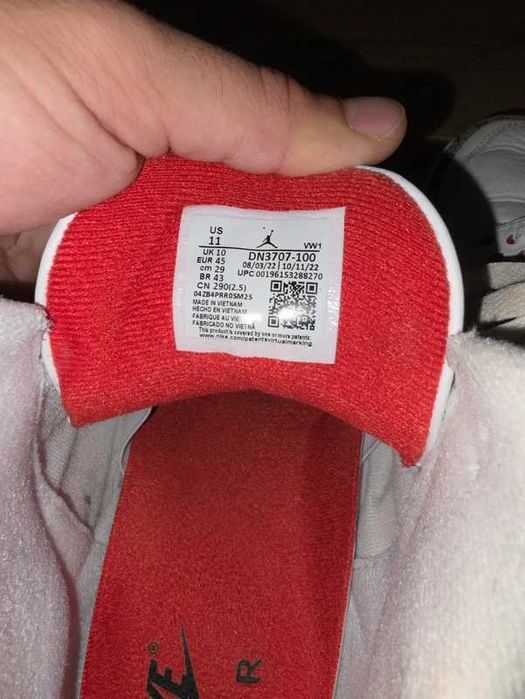 US
11
VW1
UK 10
EUR 45
cm 29
BR 43
CN 290(2.5)
DN3707-100
08/03/22 | 10/11/22
UPC 00196153288270
04ZB4PRR0SM25
MADE IN VIETNAM
HECHO EN VIETNAM
FABRIQUE AU VIETNA
FABRICADO NO VIETNÃ
This product is covered by one or more patents:
www.nike.com/patentsvirtualmarking
R